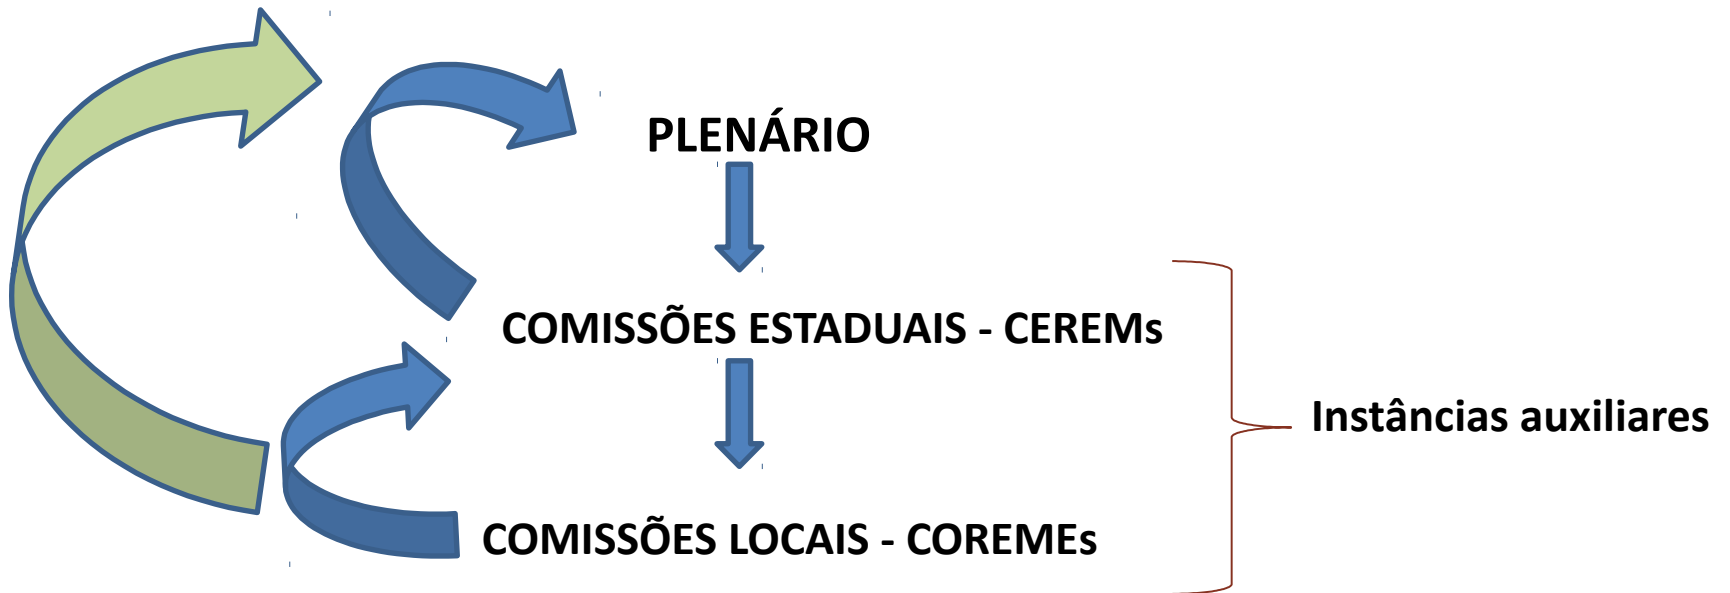 PLENÁRIO
COMISSÕES ESTADUAIS - CEREMs
Instâncias auxiliares
COMISSÕES LOCAIS - COREMEs